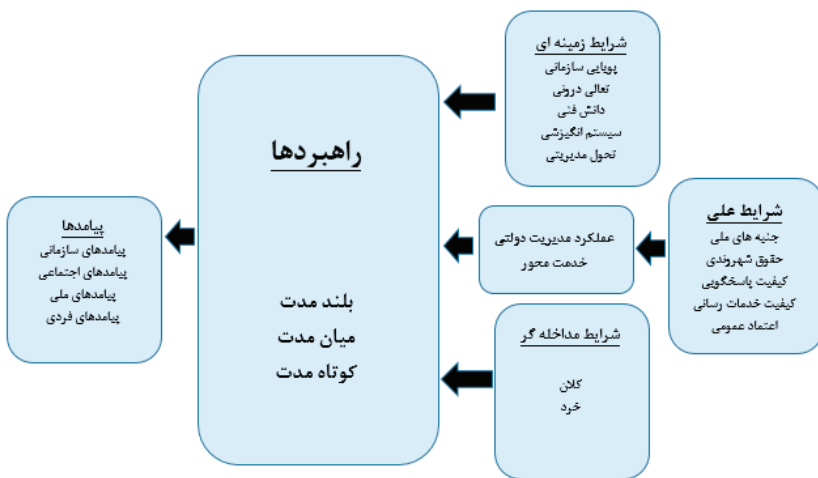 شرایط زمینه ای
پویایی سازمانی
تعالی درونی
دانش فنی
سیستم انگیزشی
تحول مدیریتی
شرایط علی
جنبه های ملی
حقوق شهروندی
کیفیت پاسخگویی
کیفیت خدمات رسانی
اعتماد عمومی
عملکرد مدیریت دولتی
خدمت محور
شرایط مداخله گر
کلان
خرد
راهبردها
بلند مدت
میان مدت
کوتاه مدت
پیامدها
پیامدهای سازمانی
پیامدهای اجتماعی
پیامدهای ملی
پیامدهای فردی